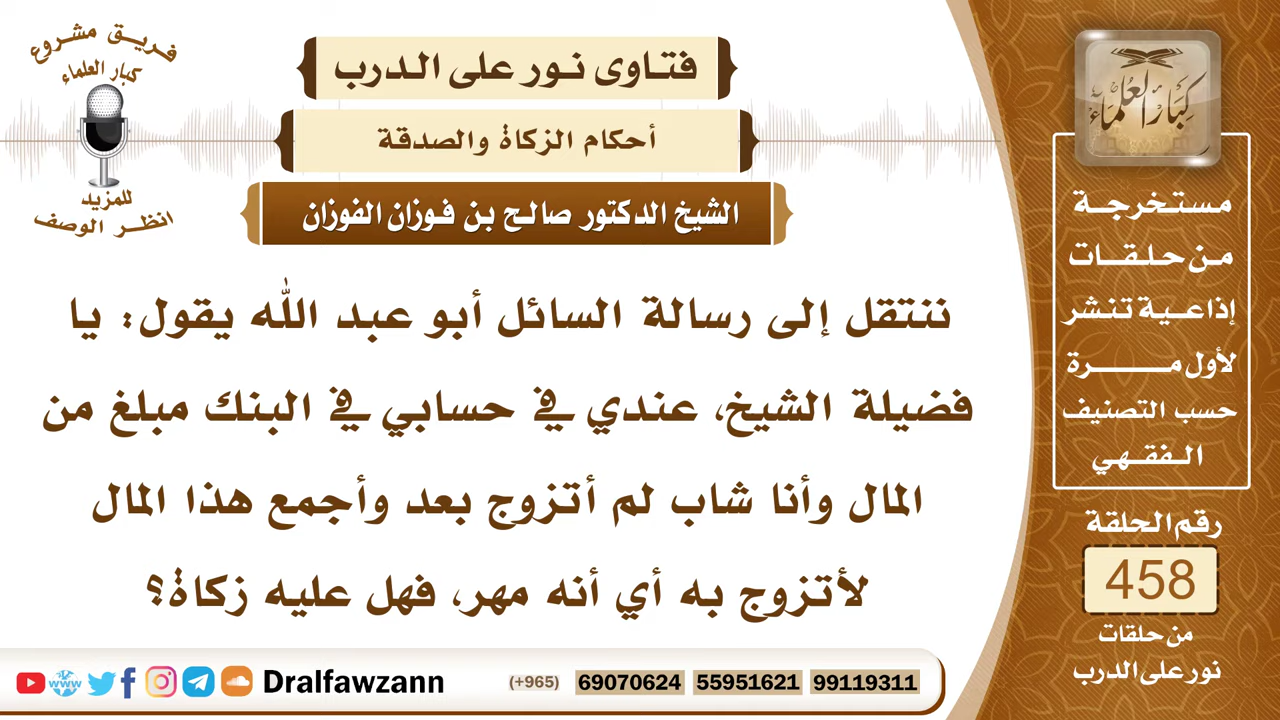 فريق مشروع
كبار العلماء
للمزيد
انظر الوصف
فتاوى نور على الدرب
أحكام الزكاة والصدقة
الشيخ الدكتور صالح بن فوزان الفوزان
ننتقل إلى رسالة السائل أبو عبد الله يقول: يا
فضيلة الشيخ، عندي في حسابي في البنك مبلغ من
المال وأنا شاب لم أتزوج بعد وأجمع هذا المال
لأتزوج به أي أنه مهر، فهل عليه زكاة؟
كبار العلماء
مستخرجة
من حلقات
إذاعية تنشر
لأول مرة
حسب التصنيف
الفقهي
رقم الحلقة
458
من حلقات
نور على الدرب
www Dralfawzann (+965) 69070624 55951621 99119311